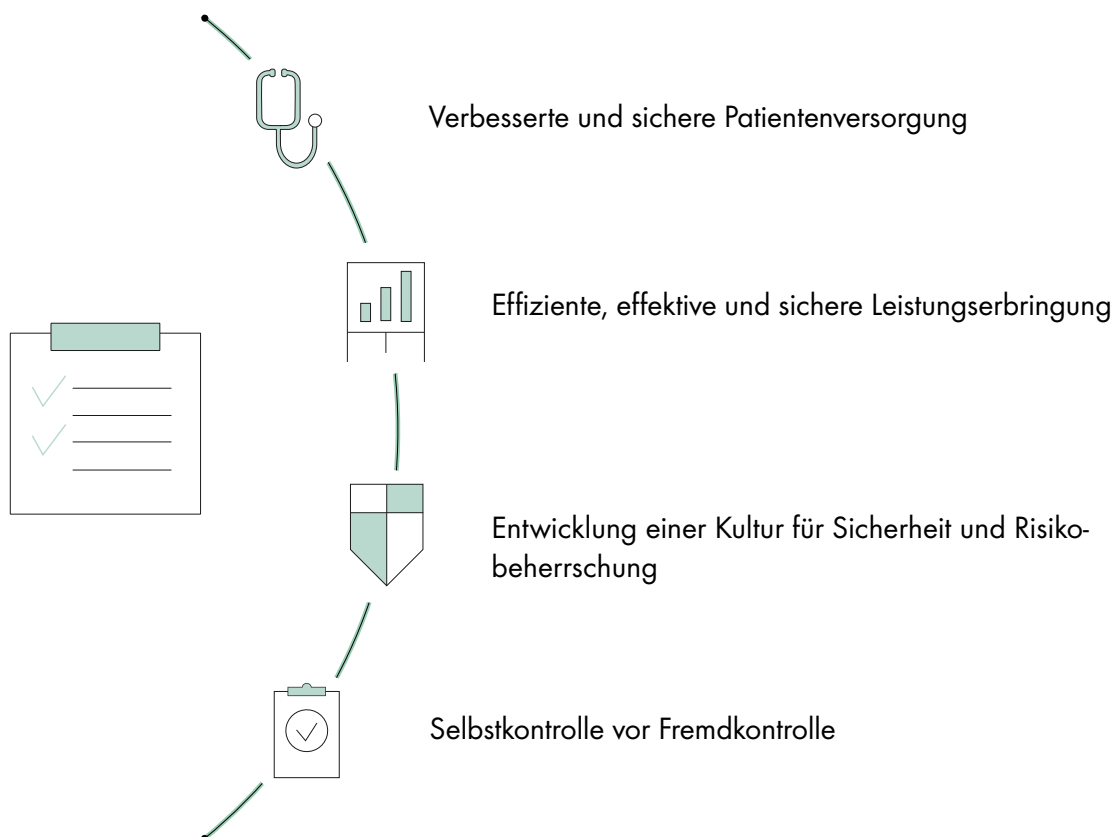 Verbesserte und sichere Patientenversorgung
Effiziente, effektive und sichere Leistungserbringung
Entwicklung einer Kultur für Sicherheit und Risiko-
beherrschung
Selbstkontrolle vor Fremdkontrolle